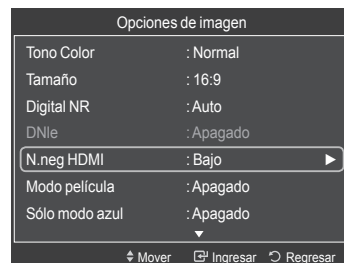 Opciones de imagen
Tono Color : Normal
Tamaño : 16:9
Digital NR : Auto
DNIe : Apagado
N.neg HDMI : Bajo
Modo película : Apagado
Sólo modo azul : Apagado
Mover Ingresar Regresar